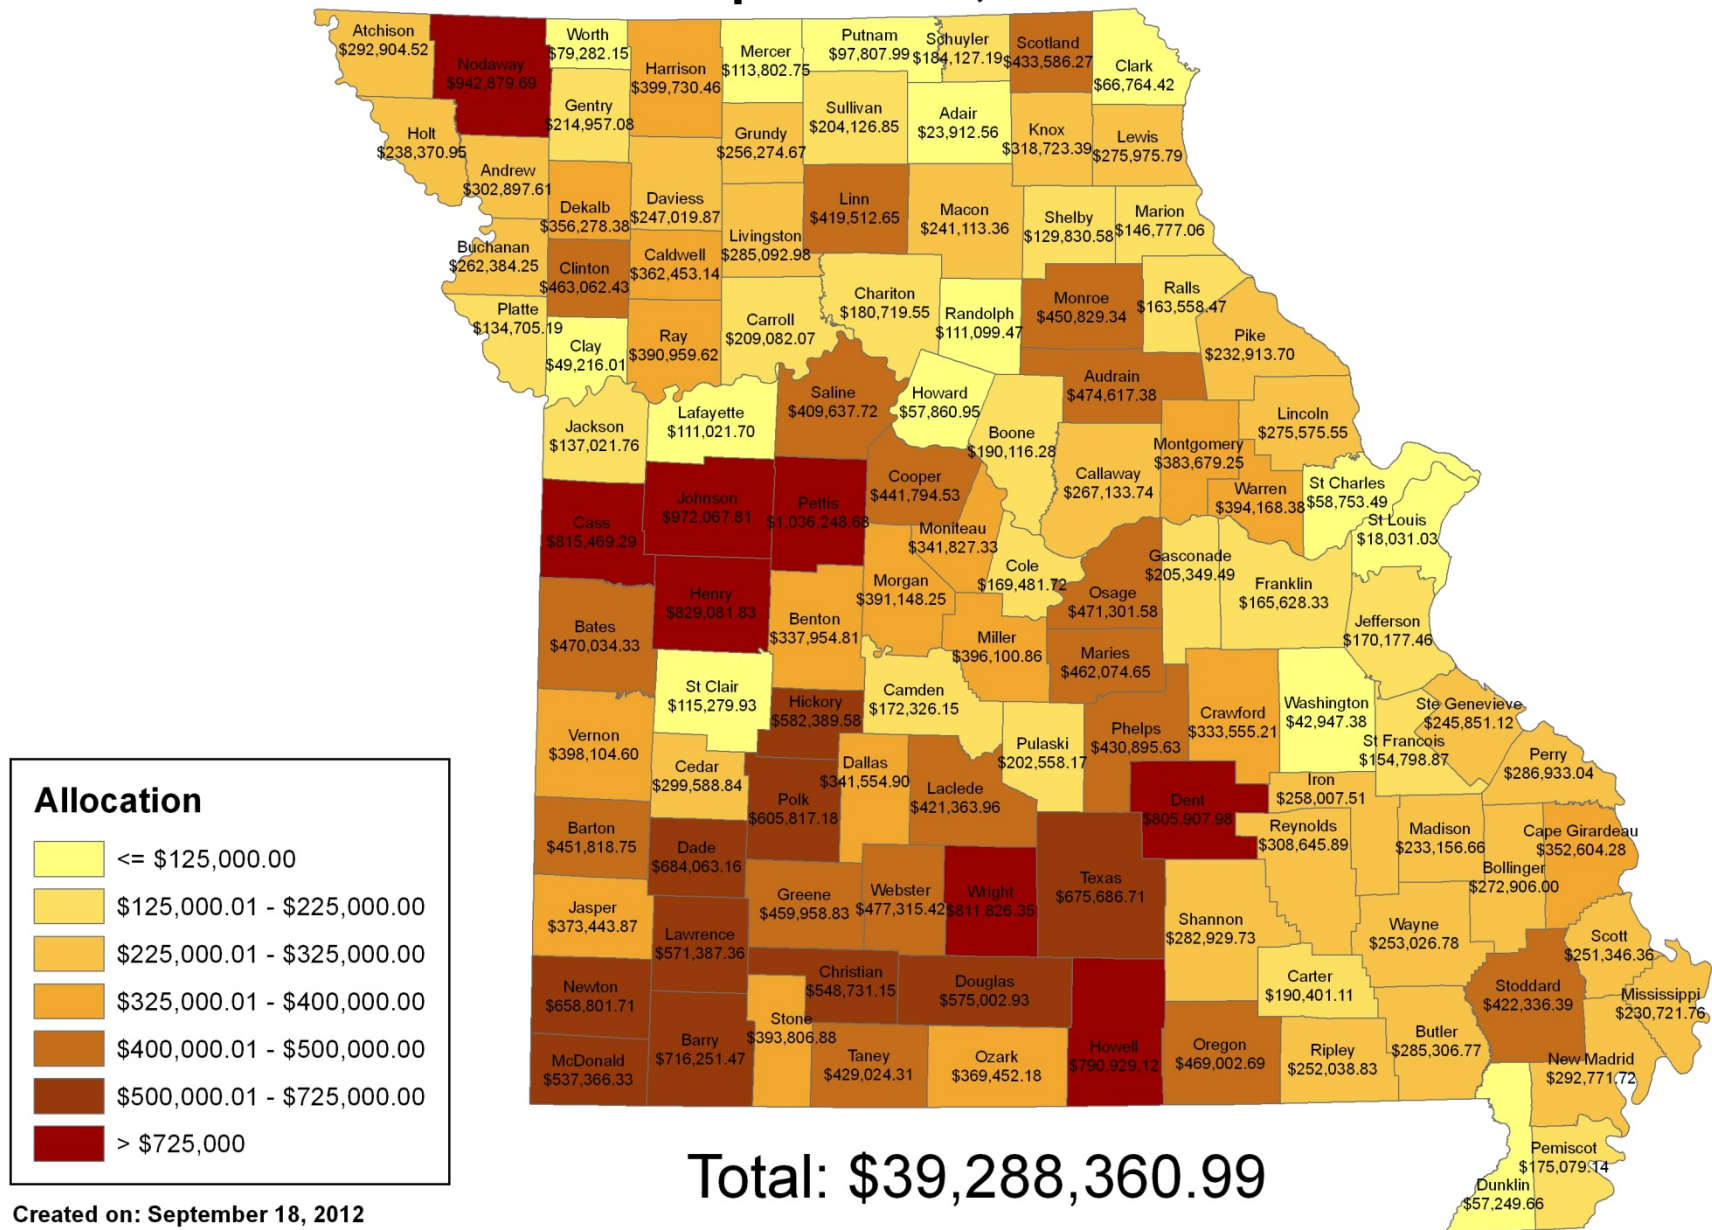 Atchison
$292,904.52
Nodaway
$942,879.69
Worth
$79,282.15
Harrison
$399,730.46
Mercer
$113,802.75
Putnam
$97,807.99
Schuyler
$184,127.19
Scotland
$433,586.27
Clark
$66,764.42
Holt
$238,370.95
Gentry
$214,957.08
Grundy
$256,274.67
Sullivan
$204,126.85
Adair
$23,912.56
Knox
$318,723.39
Lewis
$275,975.79
Andrew
$302,897.61
Dekalb
$356,278.38
Daviess
$247,019.87
Livingston
$285,092.98
Linn
$419,512.65
Macon
$241,113.36
Shelby
$129,830.58
Marion
$146,777.06
Buchanan
$262,384.25
Clinton
$463,062.43
Caldwell
$362,453.14
Chariton
$180,719.55
Randolph
$111,099.47
Monroe
$450,829.34
Ralls
$163,558.47
Pike
$232,913.70
Platte
$134,705.19
Clay
$49,216.01
Ray
$390,959.62
Carroll
$209,082.07
Saline
$409,637.72
Howard
$57,860.95
Audrain
$474,617.38
Jackson
$137,021.76
Lafayette
$111,021.70
Boone
$190,116.28
Callaway
$267,133.74
Montgomery
$383,679.25
Lincoln
$275,575.55
Warren
$394,168.38
St Charles
$58,753.49
St Louis
$18,031.03
Cass
$815,469.29
Johnson
$972,067.81
Pettis
$1,036,248.68
Cooper
$441,794.53
Moniteau
$341,827.33
Cole
$169,481.72
Osage
$471,301.58
Gasconade
$205,349.49
Franklin
$165,628.33
Jefferson
$170,177.46
Bates
$470,034.33
Henry
$829,081.83
Benton
$337,954.81
Morgan
$391,148.25
Miller
$396,100.86
Maries
$462,074.65
St Clair
$115,279.93
Hickory
$582,389.58
Camden
$172,326.15
Pulaski
$202,558.17
Phelps
$430,895.63
Crawford
$333,555.21
Washington
$42,947.38
St Francois
$154,798.87
Ste Genevieve
$245,851.12
Perry
$286,933.04
Vernon
$398,104.60
Cedar
$299,588.84
Polk
$605,817.18
Dallas
$341,554.90
Laclede
$421,363.96
Dent
$805,907.98
Iron
$258,007.51
Reynolds
$308,645.89
Madison
$233,156.66
Bollinger
$272,906.00
Cape Girardeau
$352,604.28
Barton
$451,818.75
Dade
$684,063.16
Greene
$459,958.83
Webster
$477,315.42
Wright
$811,826.35
Texas
$675,686.71
Shannon
$282,929.73
Wayne
$253,026.78
Scott
$251,346.36
Jasper
$373,443.87
Lawrence
$571,387.36
Christian
$548,731.15
Douglas
$575,002.93
Carter
$190,401.11
Stoddard
$422,336.39
Mississippi
$230,721.76
Newton
$658,801.71
McDonald
$537,366.33
Barry
$716,251.47
Stone
$393,806.88
Taney
$429,024.31
Ozark
$369,452.18
Howell
$790,929.12
Oregon
$469,002.69
Ripley
$252,038.83
Butler
$285,306.77
New Madrid
$292,771.72
Pemiscot
$175,079.14
Dunklin
$57,249.66
Allocation
<= $125,000.00
$125,000.01 - $225,000.00
$225,000.01 - $325,000.00
$325,000.01 - $400,000.00
$400,000.01 - $500,000.00
$500,000.01 - $725,000.00
> $725,000
Total: $39,288,360.99
Created on: September 18, 2012